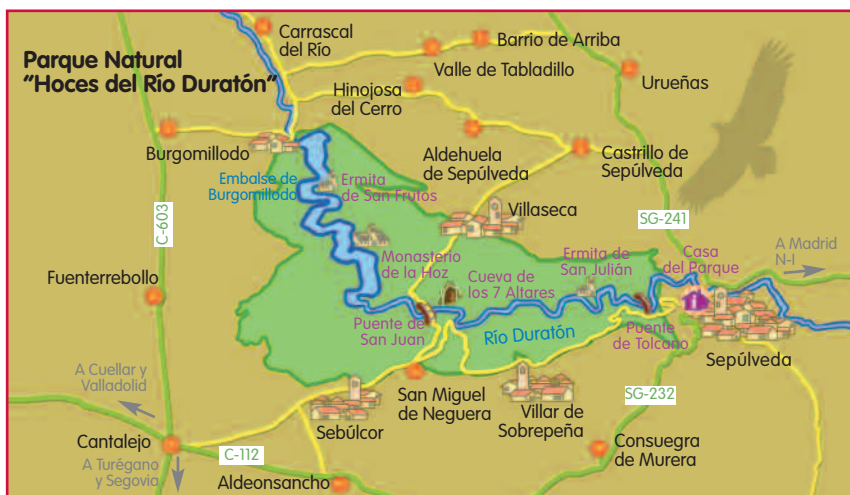 Parque Natural
"Hoces del Río Duratón"
Carrascal
del Río
Barrio de Arriba
Valle de Tabladillo
Urueñas
Hinojosa
del Cerro
Burgomillodo
Aldehuela
de Sepúlveda
Castrillo de
Sepúlveda
Embalse de
Burgomillodo
Ermita
de San Frutos
Villaseca
C-603
SG-241
Monasterio
de la Hoz
Ermita de
San Julián
Casa
del Parque
A Madrid
N-I
Fuenterrebollo
Cueva de
los 7 Altares
Puente de
San Juan
Río Duratón
Puente
de Tolcano
i
Sepúlveda
A Cuellar y
Valladolid
San Miguel
de Neguera
Villar de
Sobrepeña
SG-232
Sebúlcor
Cantalejo
C-112
Consuegra
de Murera
A Turégano
y Segovia
Aldeonsancho